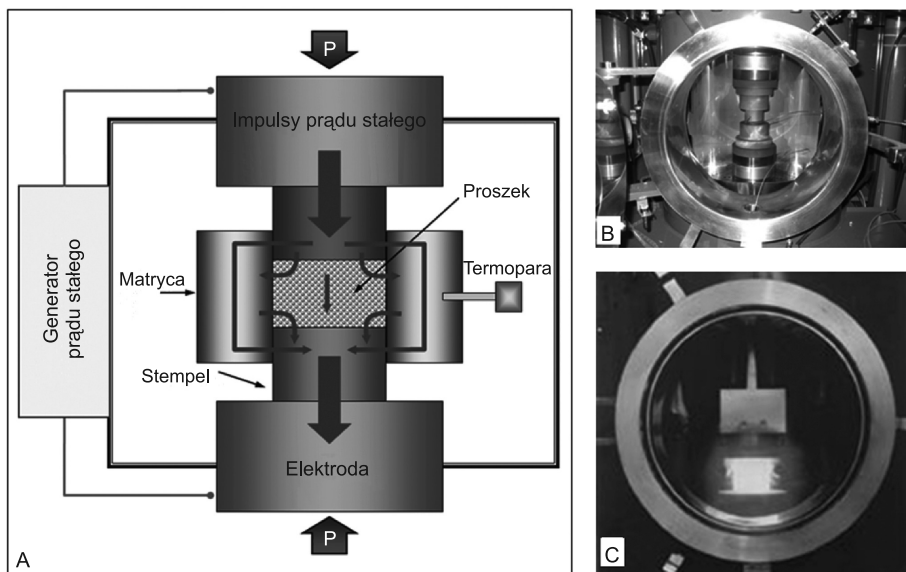 P
Impulsy prądu stałego
Proszek
Matryca
Termopara
Generator
prądu stałego
Stempel
Elektroda
P
A
B
C